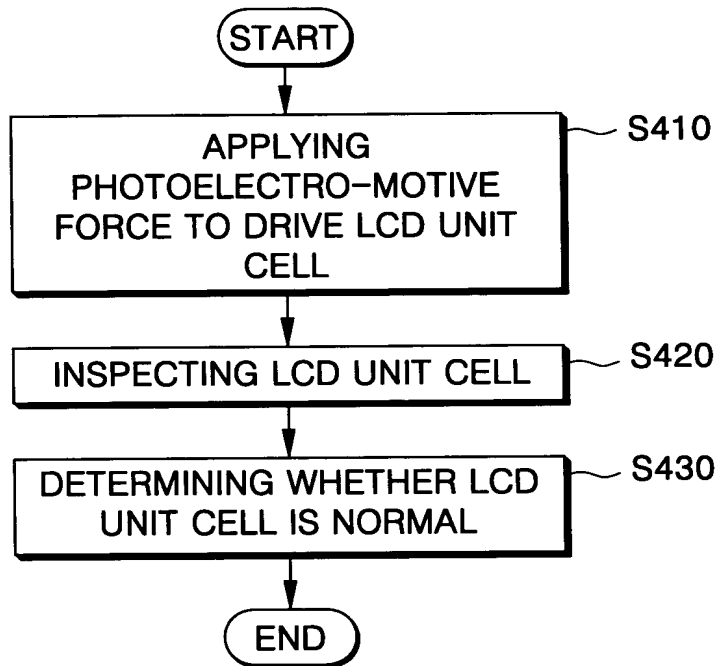 START
APPLYING
PHOTOELECTRO-MOTIVE
FORCE TO DRIVE LCD UNIT
CELL
S410
INSPECTING LCD UNIT CELL
S420
DETERMINING WHETHER LCD
UNIT CELL IS NORMAL
S430
END